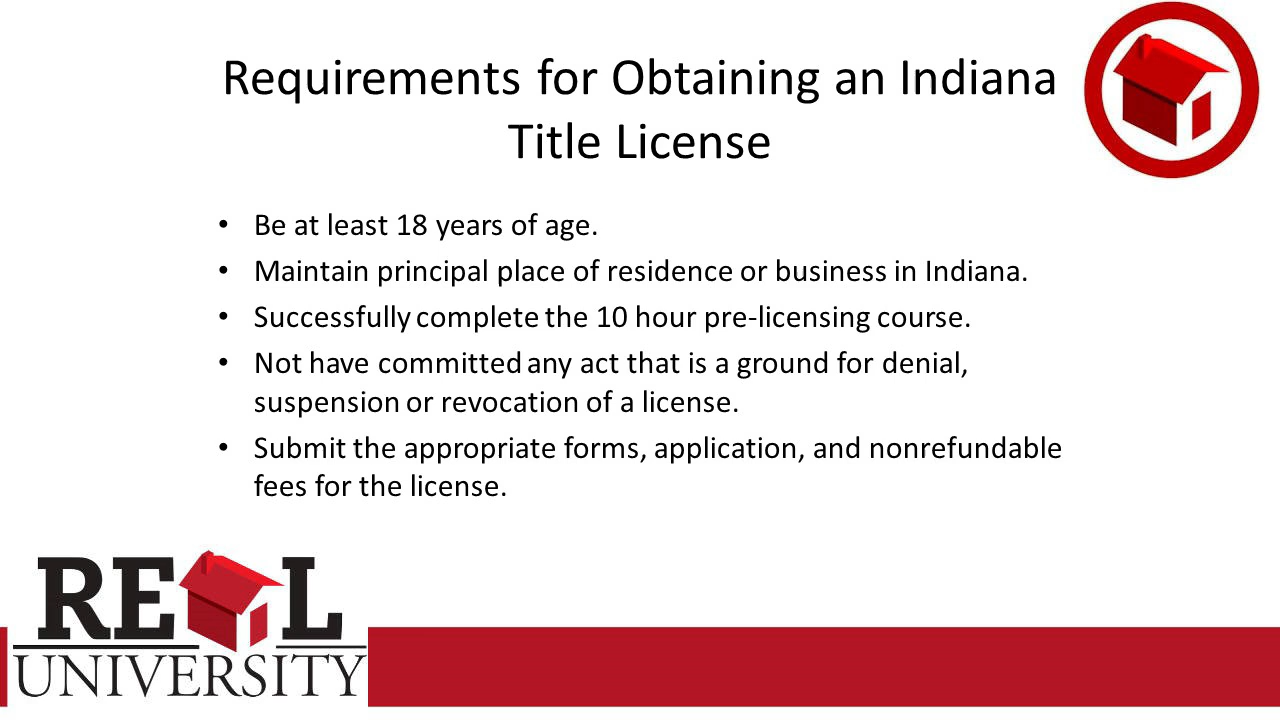 Requirements for Obtaining an Indiana
Title License
• Be at least 18 years of age.
• Maintain principal place of residence or business in Indiana.
• Successfully complete the 10 hour pre-licensing course.
• Not have committed any act that is a ground for denial,
suspension or revocation of a license.
• Submit the appropriate forms, application, and nonrefundable
fees for the license.
RE L
UNIVERSITY